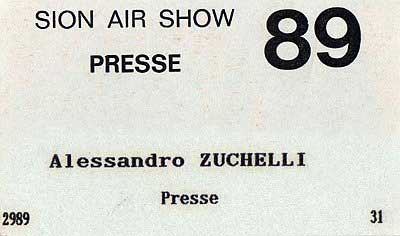 SION AIR SHOW 89
PRESSE
Alessandro ZUCHELLI
Presse
2989 31